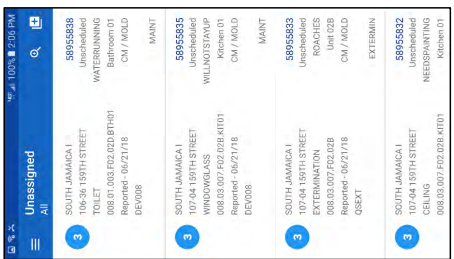 100% 2:06 PM
Unassigned
All
3
SOUTH JAMAICA I 58955838
106-36 159TH STREET Unscheduled
TOILET WATERRUNNING
008.01.003.F02.02D.BTH01 Bathroom 01
Reported - 06/21/18 CM / MOLD
DEV008 MAINT
3
SOUTH JAMAICA I 58955835
107-04 159TH STREET Unscheduled
WINDOWGLASS WILLNOTSTAYUP
008.03.007.F02.02B.KIT01 Kitchen 01
Reported - 06/21/18 CM / MOLD
DEV008 MAINT
3
SOUTH JAMAICA I 58955833
107-04 159TH STREET Unscheduled
EXTERMINATION ROACHES
008.03.007.F02.02B Unit 02B
Reported - 06/21/18 CM / MOLD
QSEXT EXTERMIN
3
SOUTH JAMAICA I 58955832
107-04 159TH STREET Unscheduled
CEILING NEEDSPAINTING
008.03.007.F02.02B.KIT01 Kitchen 01